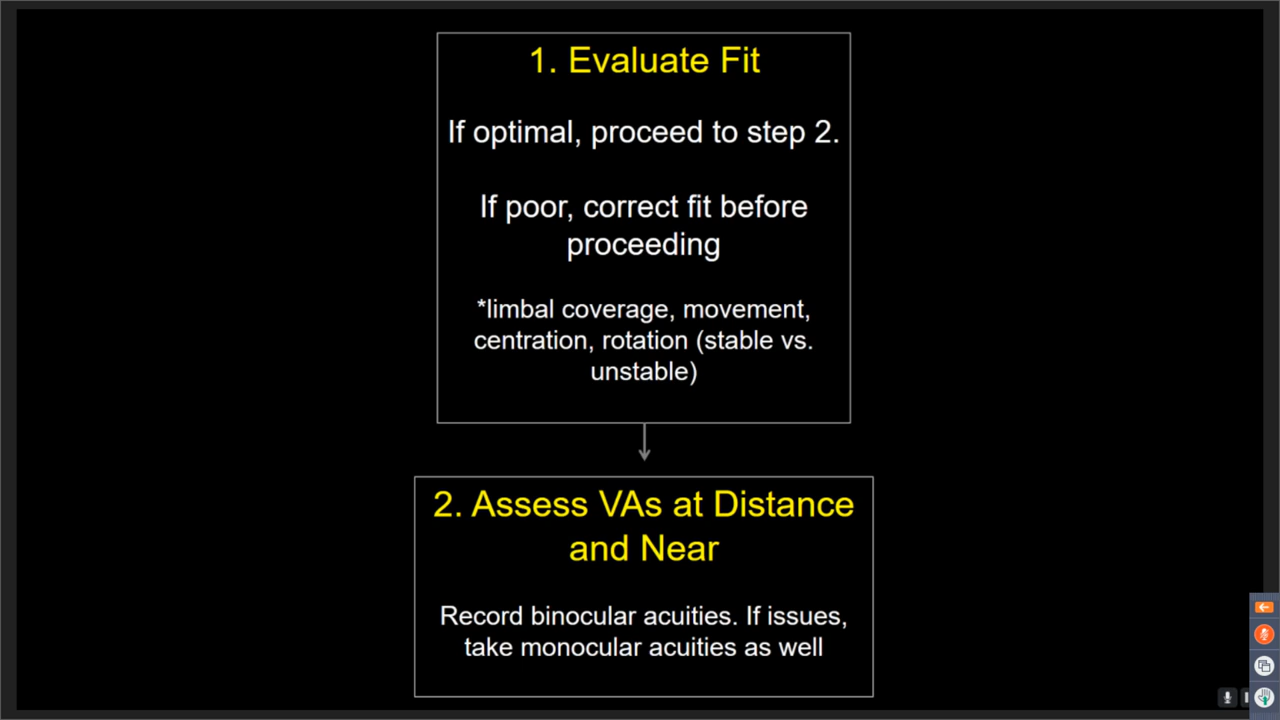 1. Evaluate Fit
If optimal, proceed to step 2.
If poor, correct fit before
proceeding
*limbal coverage, movement,
centration, rotation (stable vs.
unstable)
2. Assess VAs at Distance
and Near
Record binocular acuities. If issues,
take monocular acuities as well